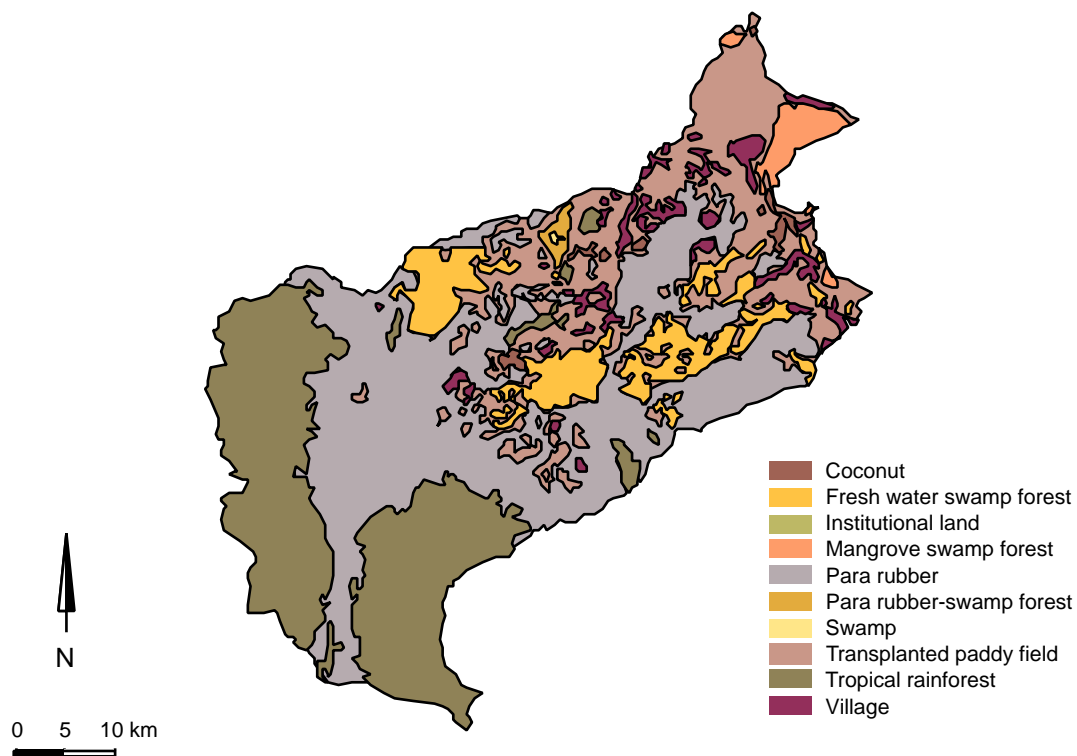 Coconut
Fresh water swamp forest
Institutional land
Mangrove swamp forest
Para rubber
Para rubber-swamp forest
Swamp
Transplanted paddy field
Tropical rainforest
Village
N
0 5 10 km